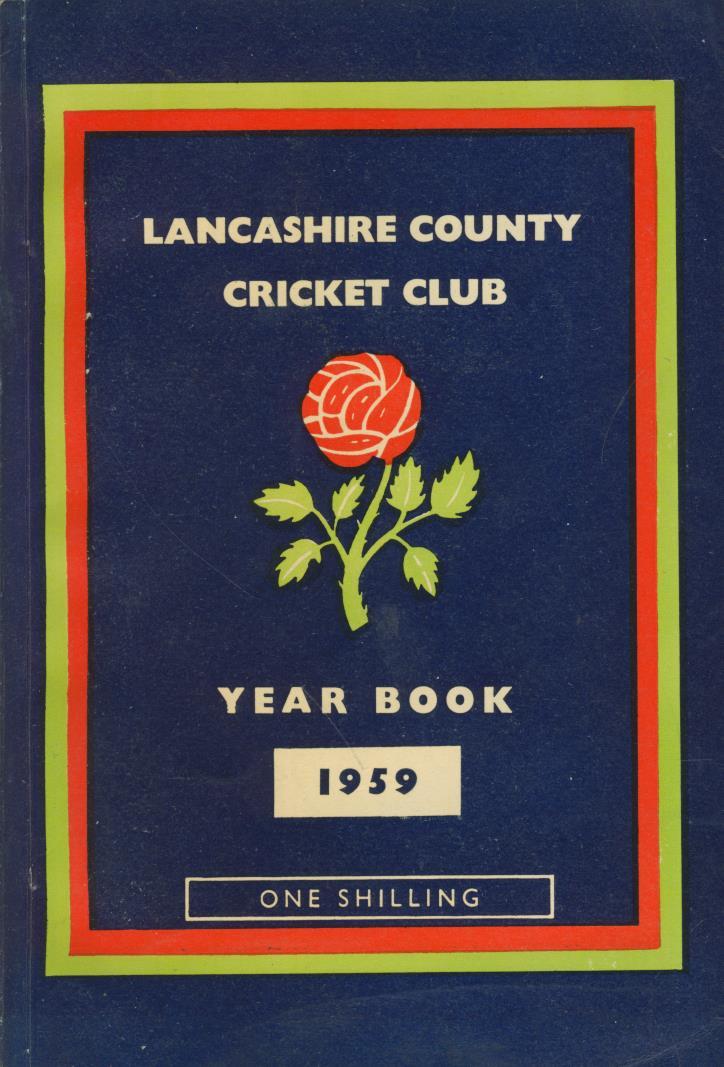 LANCASHIRE COUNTY
CRICKET CLUB
YEAR BOOK
1959
ONE SHILLING